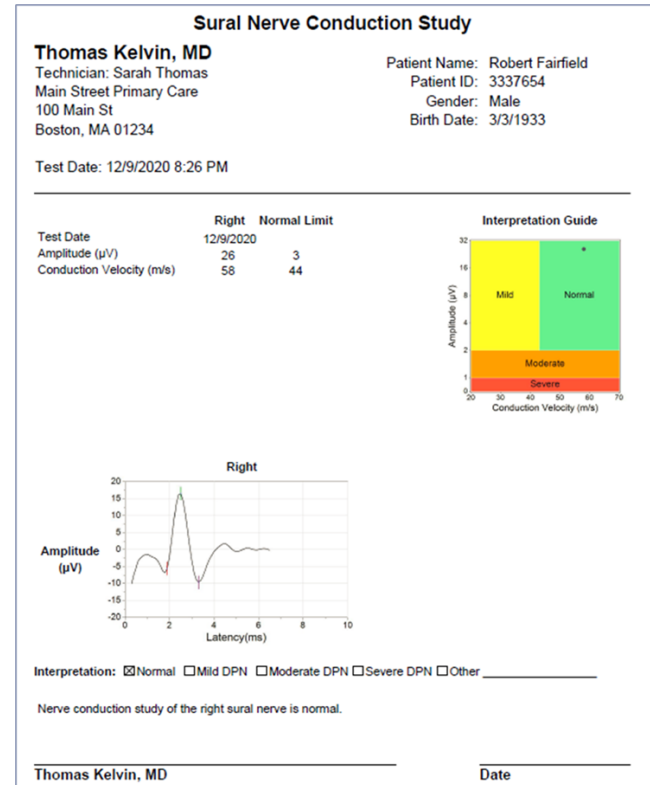 Sural Nerve Conduction Study
Thomas Kelvin, MD
Technician: Sarah Thomas
Main Street Primary Care
100 Main St
Boston, MA 01234
Test Date: 12/9/2020 8:26 PM
Patient Name: Robert Fairfield
Patient ID: 3337654
Gender: Male
Birth Date: 3/3/1933
Right Normal Limit
Test Date 12/9/2020
Amplitude (µV) 26 3
Conduction Velocity (m/s) 58 44
Interpretation Guide
Amplitude (µV)
32
16
8
4
2
1
0
Mild
Normal
Moderate
Severe
20 30 40 50 60 70
Conduction Velocity (m/s)
Right
Amplitude
(µV)
20
15
10
5
0
-5
-10
-15
-20
0 2 4 6 8 10
Latency(ms)
Interpretation: ☒Normal ☐Mild DPN ☐Moderate DPN ☐Severe DPN ☐Other
Nerve conduction study of the right sural nerve is normal.
Thomas Kelvin, MD
Date